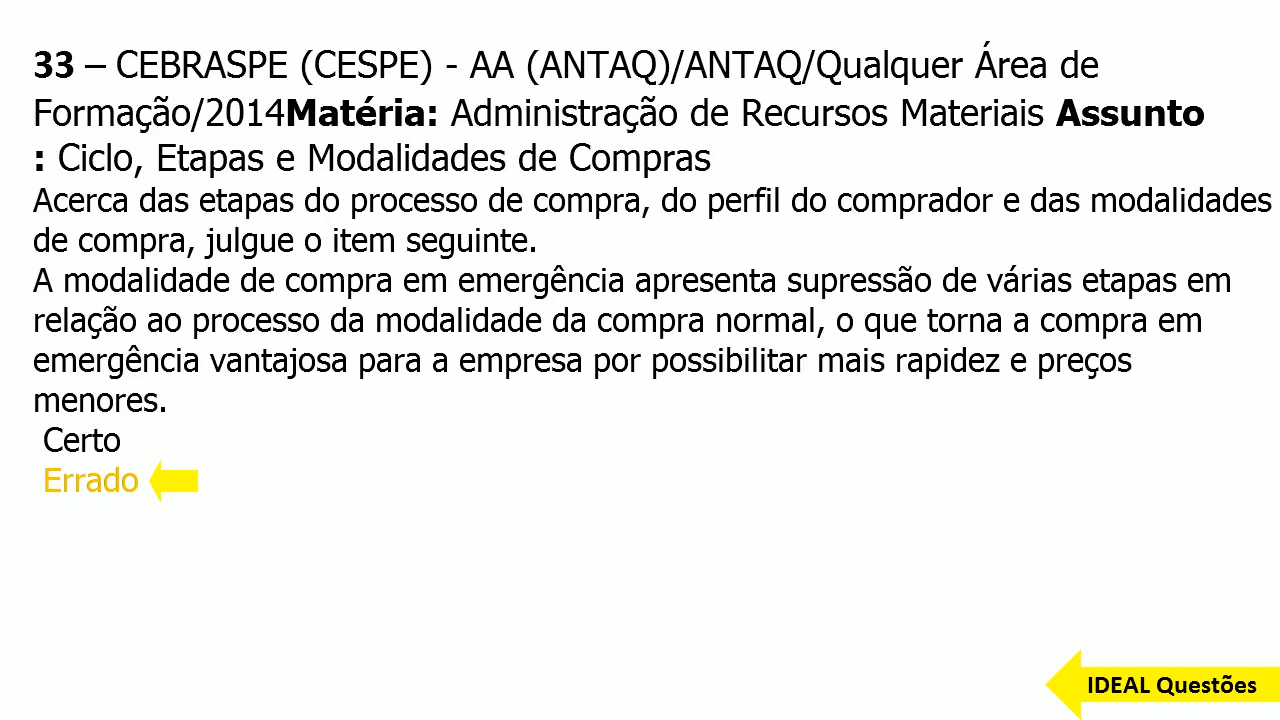 33 – CEBRASPE (CESPE) - AA (ANTAQ)/ANTAQ/Qualquer Área de
Formação/2014Matéria: Administração de Recursos Materiais Assunto
: Ciclo, Etapas e Modalidades de Compras
Acerca das etapas do processo de compra, do perfil do comprador e das modalidades
de compra, julgue o item seguinte.
A modalidade de compra em emergência apresenta supressão de várias etapas em
relação ao processo da modalidade da compra normal, o que torna a compra em
emergência vantajosa para a empresa por possibilitar mais rapidez e preços
menores.
Certo
Errado
IDEAL Questões